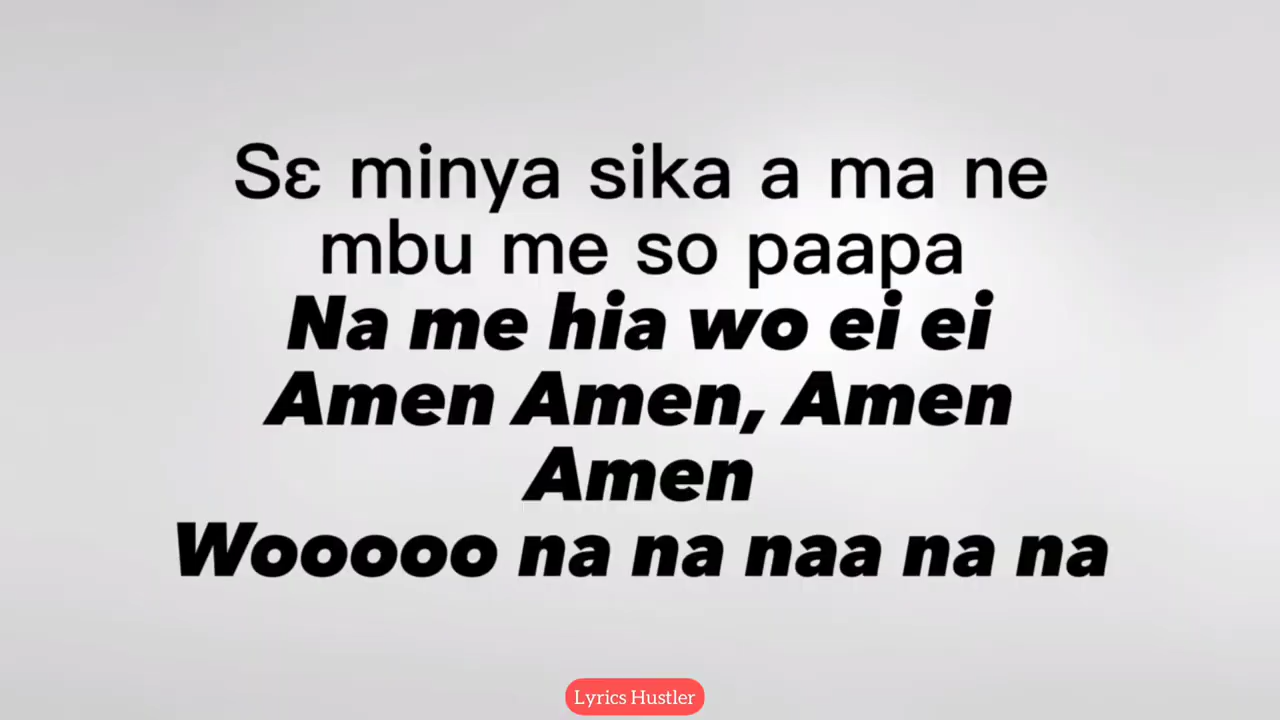 Sɛ minya sika a ma ne
mbu me so paapa
Na me hia wo ei ei
Amen Amen, Amen
Amen
Wooooo na na naa na na
Lyrics Hustler